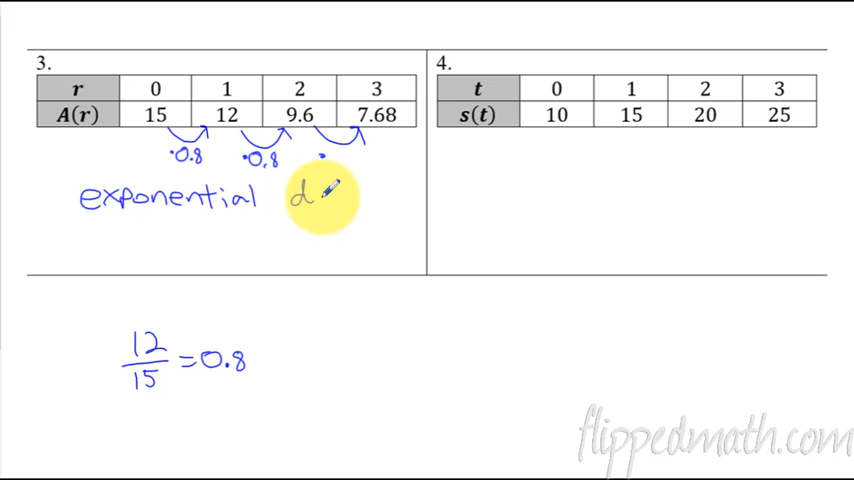 3.
r 0 1 2 3
A(r) 15 12 9.6 7.68
·0.8 ·0.8 ·
exponential d
12
15
=0.8
4.
t 0 1 2 3
s(t) 10 15 20 25
flippedmath.com